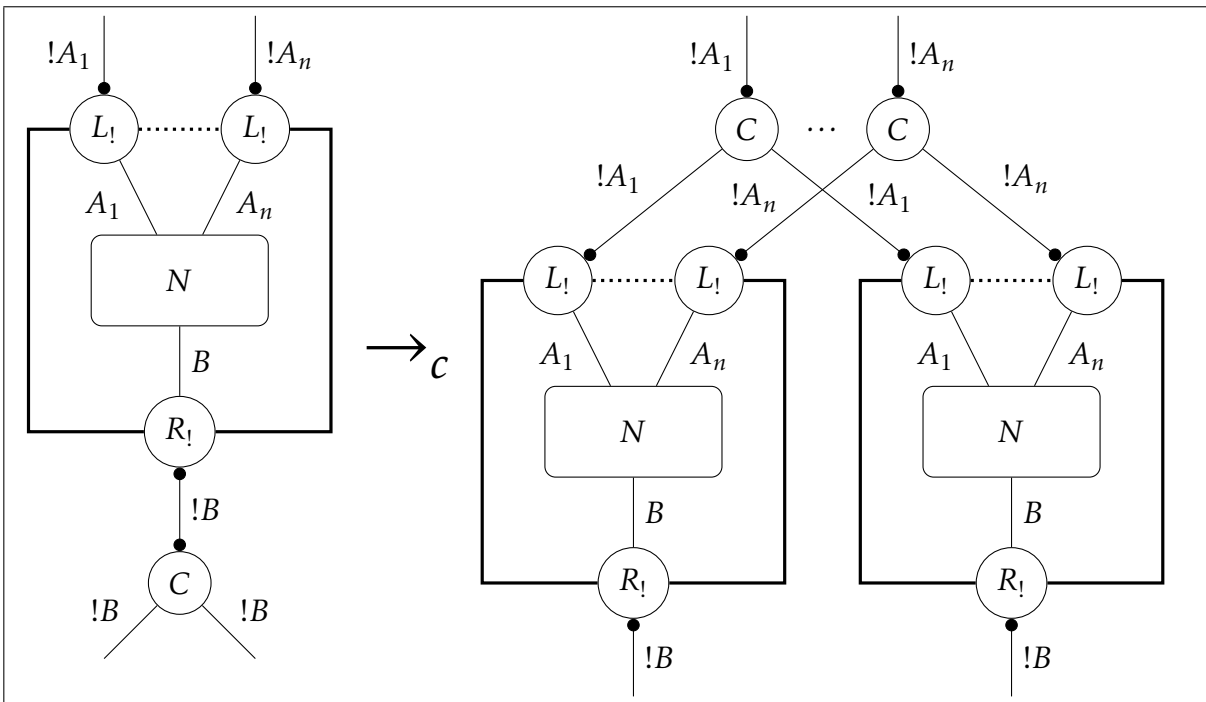 !A₁ !Aₙ !A₁ !Aₙ
L! L! C ... C
!A₁ !Aₙ !A₁ !Aₙ
A₁ Aₙ
N L! L! L! L!
B →c A₁ Aₙ A₁ Aₙ
R! N N
!B B B
C R! R!
!B !B !B !B